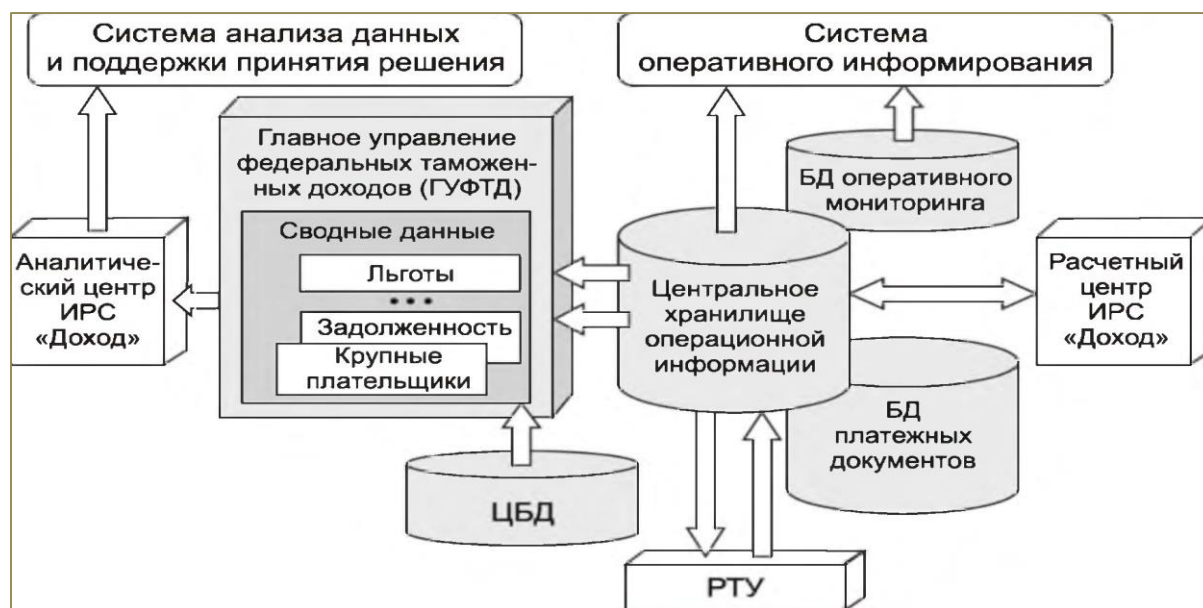 Система анализа данных
и поддержки принятия решения
Система
оперативного информирования
Главное управление
федеральных таможен-
ных доходов (ГУФТД)
Сводные данные
Льготы
•••
Задолженность
Крупные
плательщики
Аналитиче-
ский центр
ИРС
«Доход»
БД оперативного
мониторинга
Центральное
хранилище
операционной
информации
Расчетный
центр
ИРС
«Доход»
БД
платежных
документов
ЦБД
РТУ